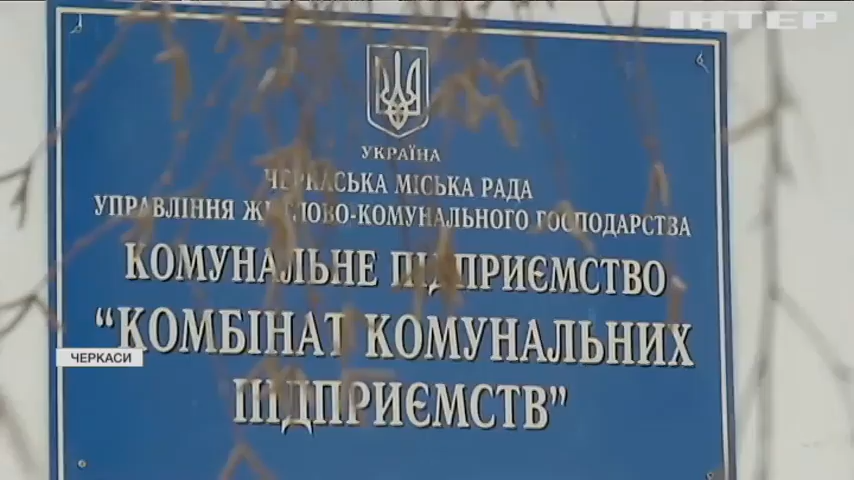 ІНТЕР
УКРАЇНА
ЧЕРКАСЬКА МІСЬКА РАДА
УПРАВЛІННЯ ЖИТЛОВО-КОМУНАЛЬНОГО ГОСПОДАРСТВА
КОМУНАЛЬНЕ ПІДПРИЄМСТВО
“КОМБІНАТ КОМУНАЛЬНИХ
ПІДПРИЄМСТВ”
ЧЕРКАСИ